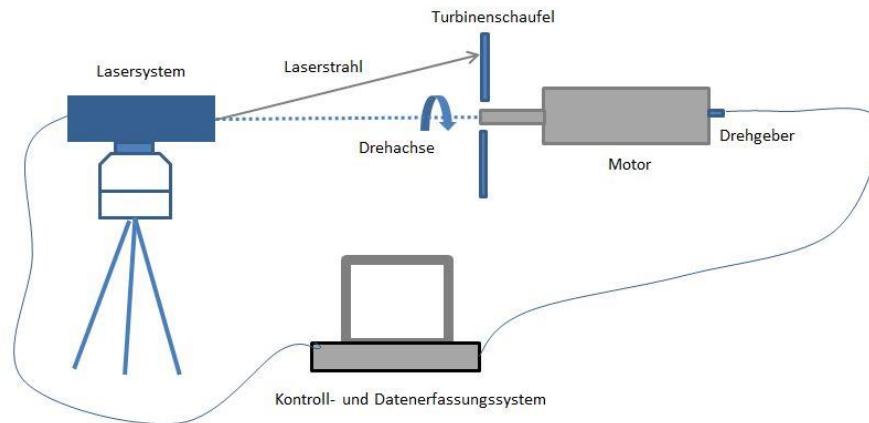 Turbinenschaufel
Lasersystem
Laserstrahl
Drehachse
Drehgeber
Motor
Kontroll- und Datenerfassungssystem